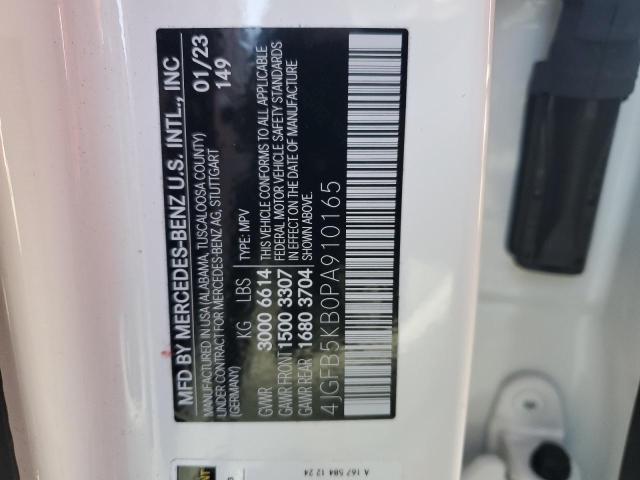 MFD BY MERCEDES-BENZ U.S. INTL., INC
MANUFACTURED IN USA (ALABAMA, TUSCALOOSA COUNTY)
UNDER CONTRACT FOR MERCEDES-BENZ AG, STUTTGART
(GERMANY)
01/23
149
KG LBS TYPE: MPV
GVWR 3000 6614
GAWR FRONT 1500 3307
GAWR REAR 1680 3704
THIS VEHICLE CONFORMS TO ALL APPLICABLE
FEDERAL MOTOR VEHICLE SAFETY STANDARDS
IN EFFECT ON THE DATE OF MANUFACTURE
SHOWN ABOVE.
4JGFB5KB0PA910165
A 167 584 12 24